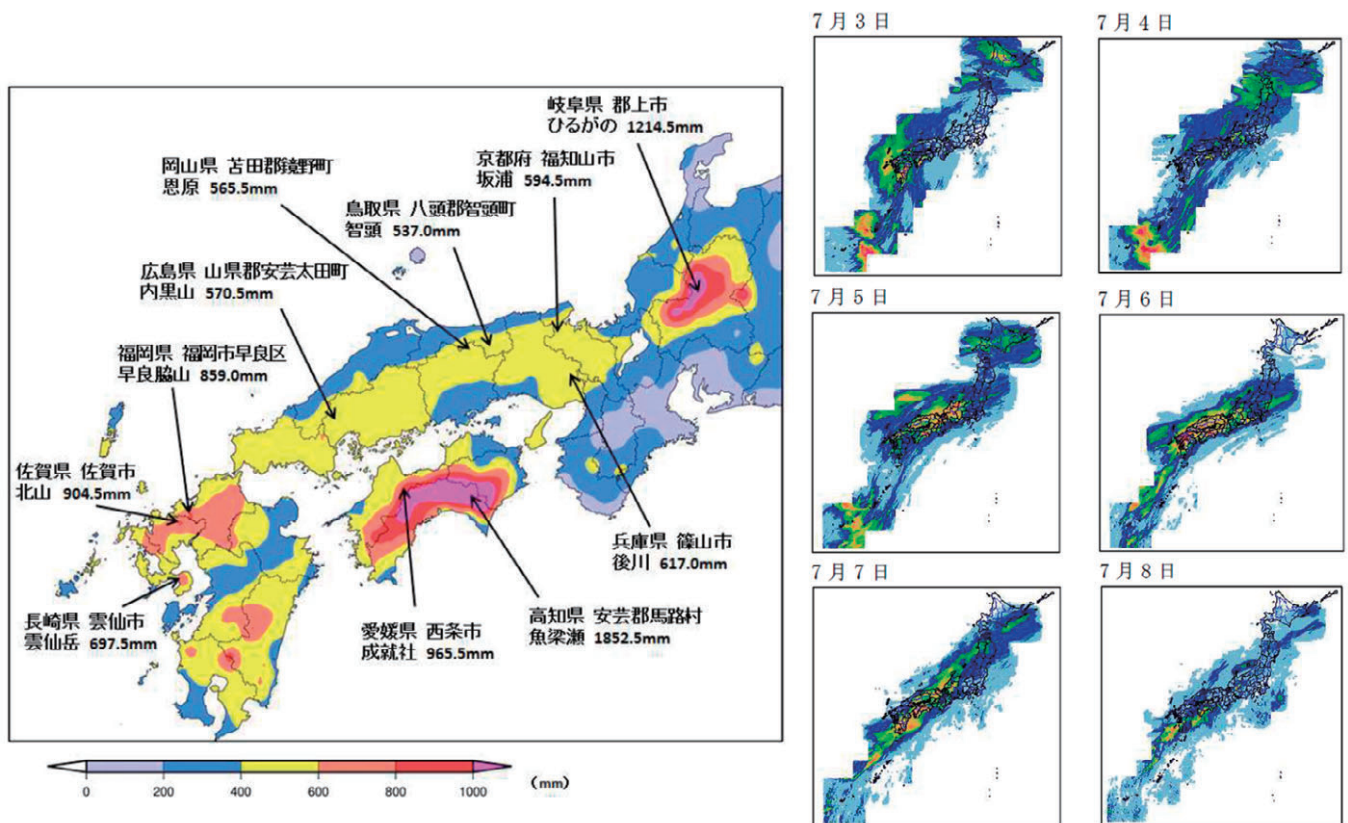 岐阜県 郡上市
ひるがの 1214.5mm
岡山県 苫田郡鏡野町
恩原 565.5mm
京都府 福知山市
坂浦 594.5mm
鳥取県 八頭郡智頭町
智頭 537.0mm
広島県 山県郡安芸太田町
内黒山 570.5mm
福岡県 福岡市早良区
早良脇山 859.0mm
佐賀県 佐賀市
北山 904.5mm
長崎県 雲仙市
雲仙岳 697.5mm
愛媛県 西条市
成就社 965.5mm
高知県 安芸郡馬路村
魚梁瀬 1852.5mm
兵庫県 篠山市
後川 617.0mm
0 200 400 600 800 1000 (mm)
7月3日
7月4日
7月5日
7月6日
7月7日
7月8日